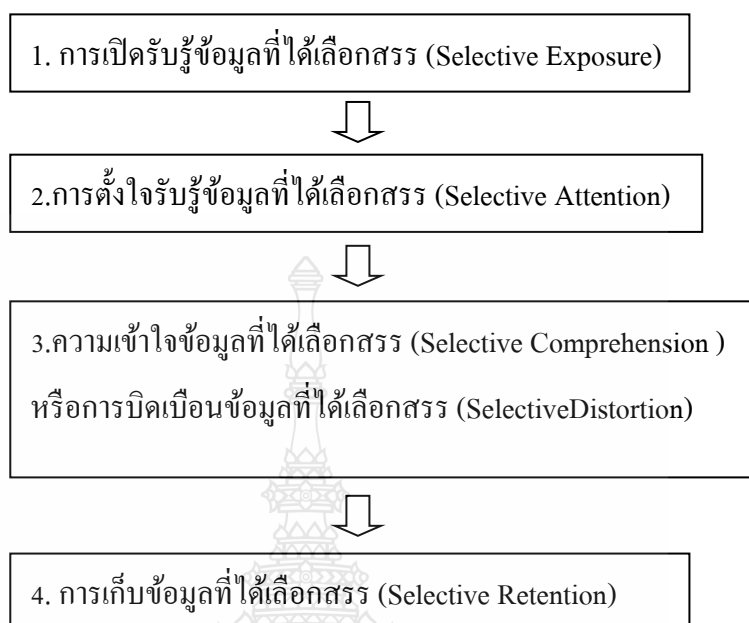 1. การเปิดรับรู้ข้อมูลที่ได้เลือกสรร (Selective Exposure)
2.การตั้งใจรับรู้ข้อมูลที่ได้เลือกสรร (Selective Attention)
3.ความเข้าใจข้อมูลที่ได้เลือกสรร (Selective Comprehension )
หรือการบิดเบือนข้อมูลที่ได้เลือกสรร (SelectiveDistortion)
4. การเก็บข้อมูลที่ได้เลือกสรร (Selective Retention)